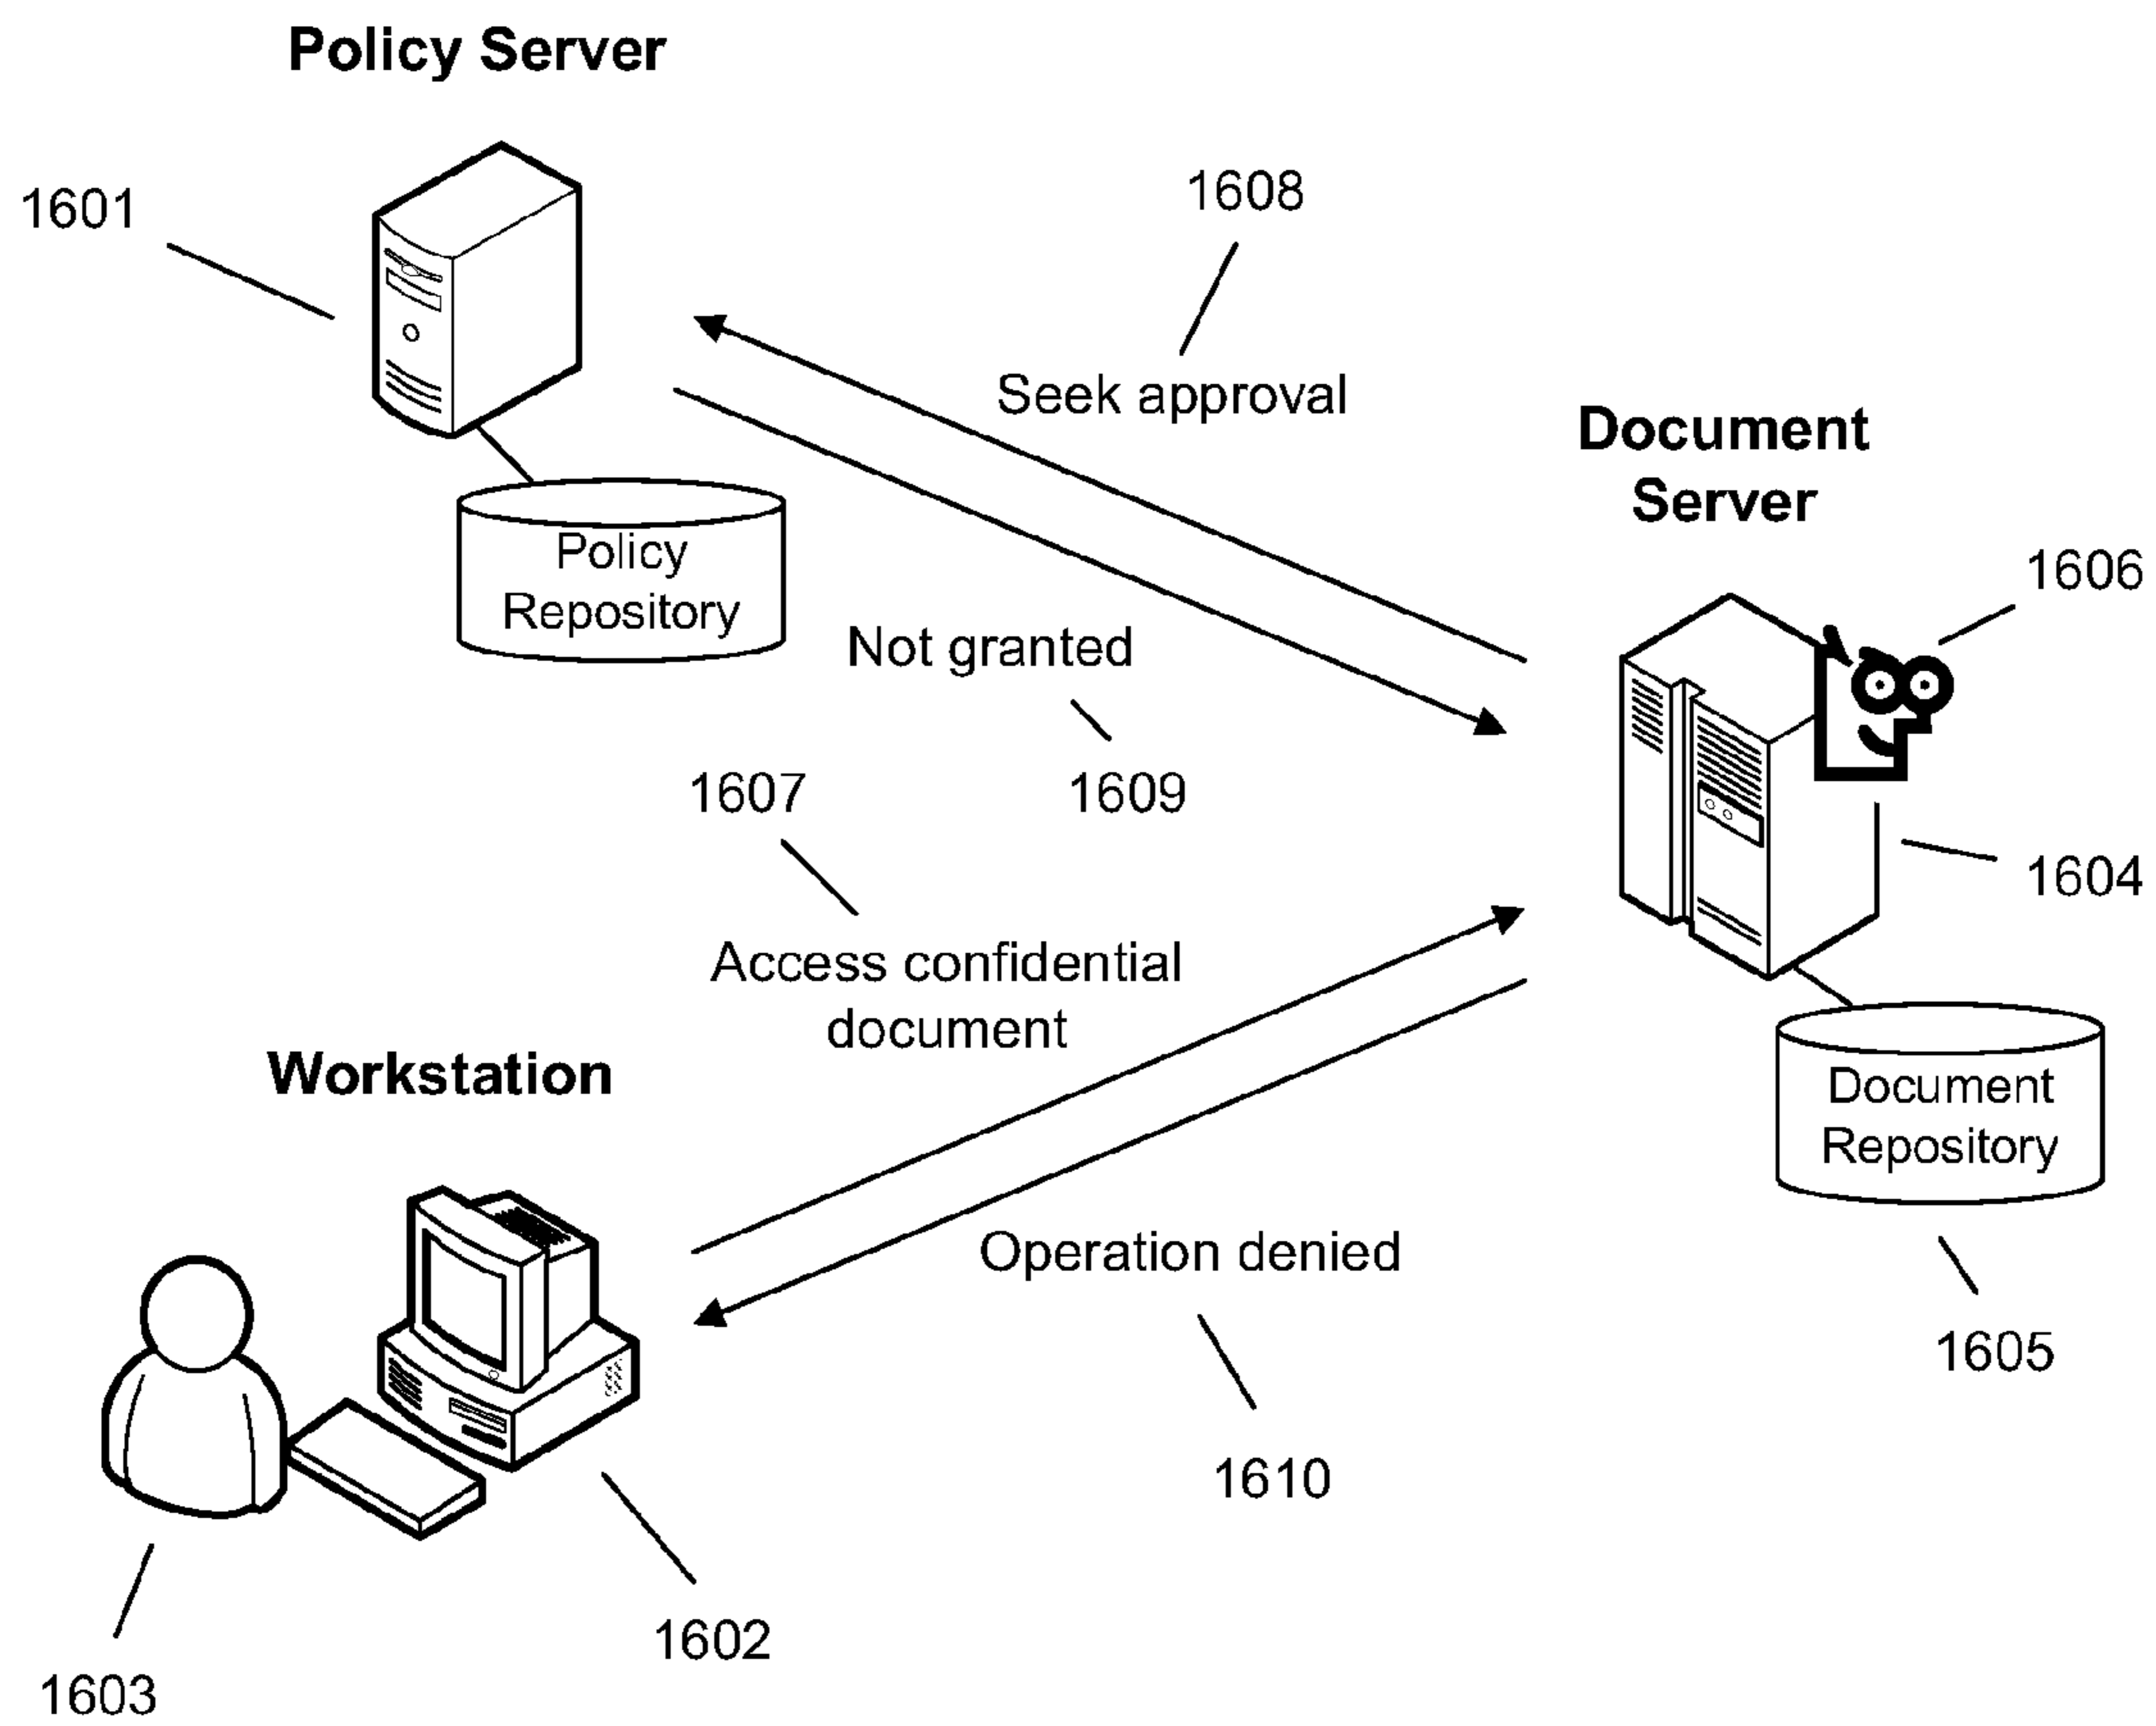 Policy Server
1601
1608
Seek approval
Document
Server
1606
Policy
Repository
Not granted
1607
1609
1604
Access confidential
document
Workstation
Document
Repository
Operation denied
1605
1610
1602
1603